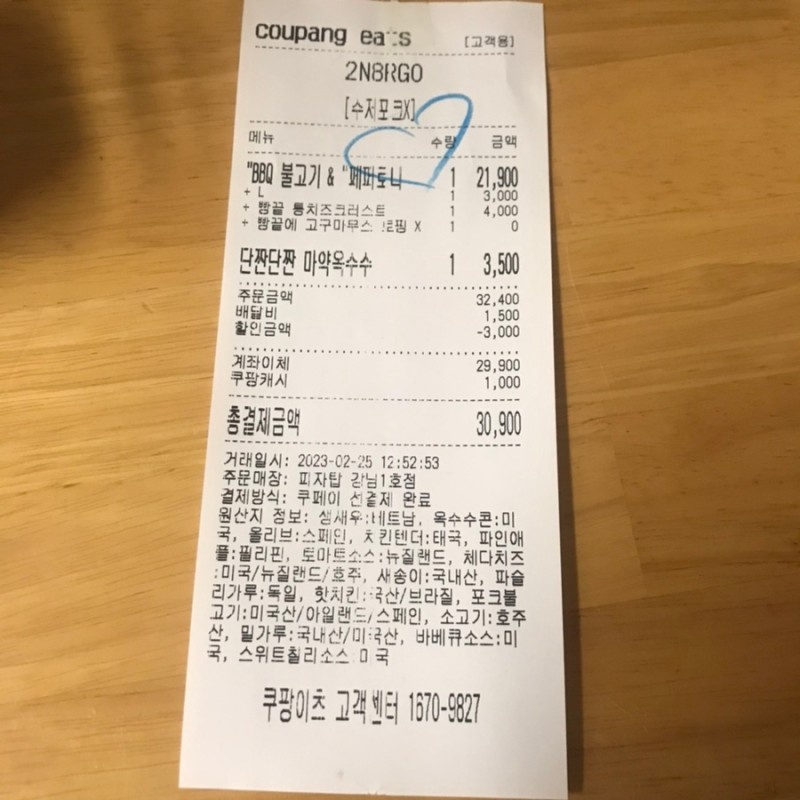 coupang eats [고객용]
2N8RGO
[수저포크X]
메뉴 수량 금액
"BBQ 불고기 & "페퍼로니 1 21,900
+ L 1 3,000
+ 빵끝 통치즈크러스트 1 4,000
+ 빵끝에 고구마무스 토핑 X 1 0
단짠단짠 마약옥수수 1 3,500
주문금액 32,400
배달비 1,500
할인금액 -3,000
계좌이체 29,900
쿠팡캐시 1,000
총결제금액 30,900
거래일시: 2023-02-25 12:52:53
주문매장: 피자탑 강남1호점
결제방식: 쿠페이 선결제 완료
원산지 정보: 생새우:베트남, 옥수수콘:미
국, 올리브:스페인, 치킨텐더:태국, 파인애
플:필리핀, 토마토소스:뉴질랜드, 체다치즈
:미국/뉴질랜드/호주, 새송이:국내산, 파슬
리가루:독일, 핫치킨:국산/브라질, 포크불
고기:미국산/아일랜드/스페인, 소고기:호주
산, 밀가루:국내산/미국산, 바베큐소스:미
국, 스위트칠리소스:미국
쿠팡이츠 고객센터 1670-9827